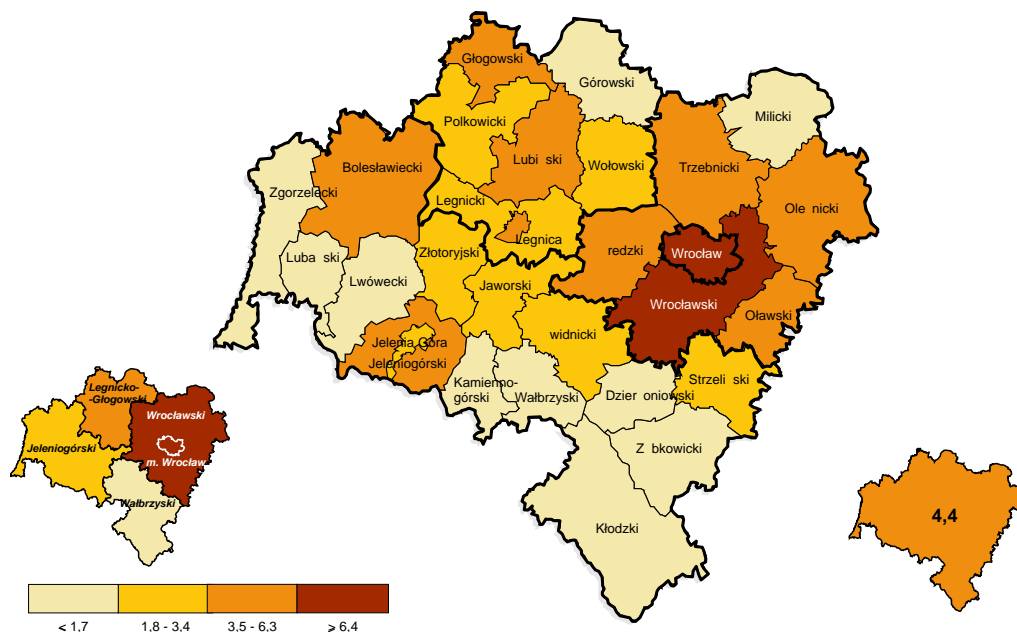 Głogowski
Górowski
Milicki
Polkowicki
Lubi ski
Wołowski
Trzebnicki
Bolesławiecki
Zgorzelecki
Ole nicki
Legnicki
Legnica
Złotoryjski
redzki
Wrocław
Luba ski
Lwówecki
Jaworski
Wrocławski
Oławski
widnicki
Jelenia Góra
Jeleniogórski
Kamienno-
górski
Wałbrzyski
Dzier oniowski
Strzeli ski
Z bkowicki
Kłodzki
Legnicko-
-Głogowski
Wrocławski
Jeleniogórski
m. Wrocław
Wałbrzyski
4,4
< 1,7
1,8 - 3,4
3,5 - 6,3
⩾ 6,4